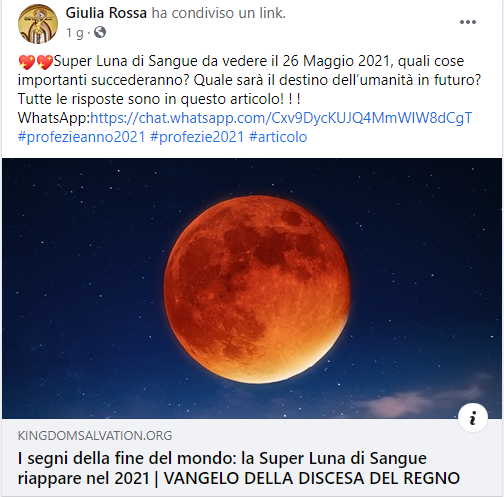 Giulia Rossa ha condiviso un link.
1 g ·
💖💖Super Luna di Sangue da vedere il 26 Maggio 2021, quali cose
importanti succederanno? Quale sarà il destino dell'umanità in futuro?
Tutte le risposte sono in questo articolo! ! !
WhatsApp:https://chat.whatsapp.com/Cxv9DycKUJQ4MmWIW8dCgT
#profezieanno2021 #profezie2021 #articolo
KINGDOMSALVATION.ORG
I segni della fine del mondo: la Super Luna di Sangue
riappare nel 2021 | VANGELO DELLA DISCESA DEL REGNO